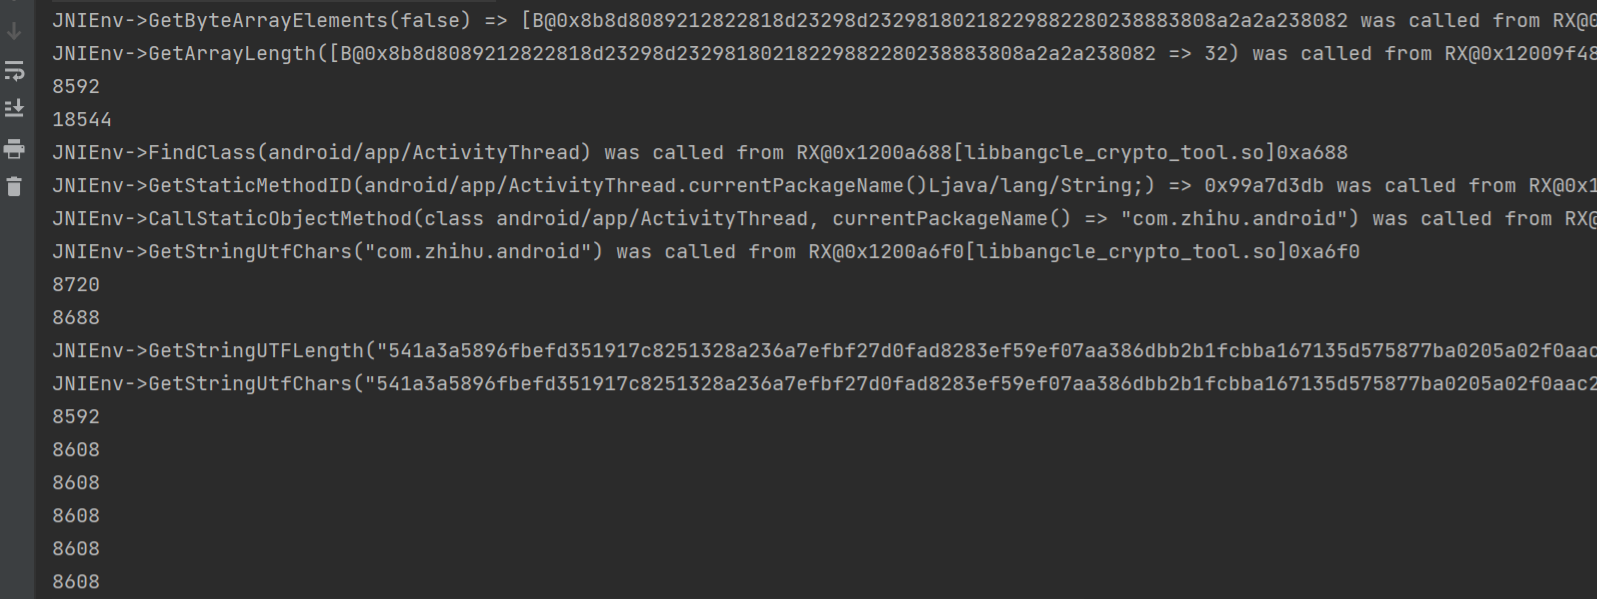 JNIEnv->GetByteArrayElements(false) => [B@0x8b8d8089212822818d23298d23298180218229882280238883808a2a2a238082 was called from RX@0
JNIEnv->GetArrayLength([B@0x8b8d8089212822818d23298d23298180218229882280238883808a2a2a238082 => 32) was called from RX@0x12009f48
8592
18544
JNIEnv->FindClass(android/app/ActivityThread) was called from RX@0x1200a688[libbangcle_crypto_tool.so]0xa688
JNIEnv->GetStaticMethodID(android/app/ActivityThread.currentPackageName()Ljava/lang/String;) => 0x99a7d3db was called from RX@0x1
JNIEnv->CallStaticObjectMethod(class android/app/ActivityThread, currentPackageName() => "com.zhihu.android") was called from RX@
JNIEnv->GetStringUtfChars("com.zhihu.android") was called from RX@0x1200a6f0[libbangcle_crypto_tool.so]0xa6f0
8720
8688
JNIEnv->GetStringUTFLength("541a3a5896fbefd351917c8251328a236a7efbf27d0fad8283ef59ef07aa386dbb2b1fcbba167135d575877ba0205a02f0aac
JNIEnv->GetStringUtfChars("541a3a5896fbefd351917c8251328a236a7efbf27d0fad8283ef59ef07aa386dbb2b1fcbba167135d575877ba0205a02f0aac2
8592
8608
8608
8608
8608
8608